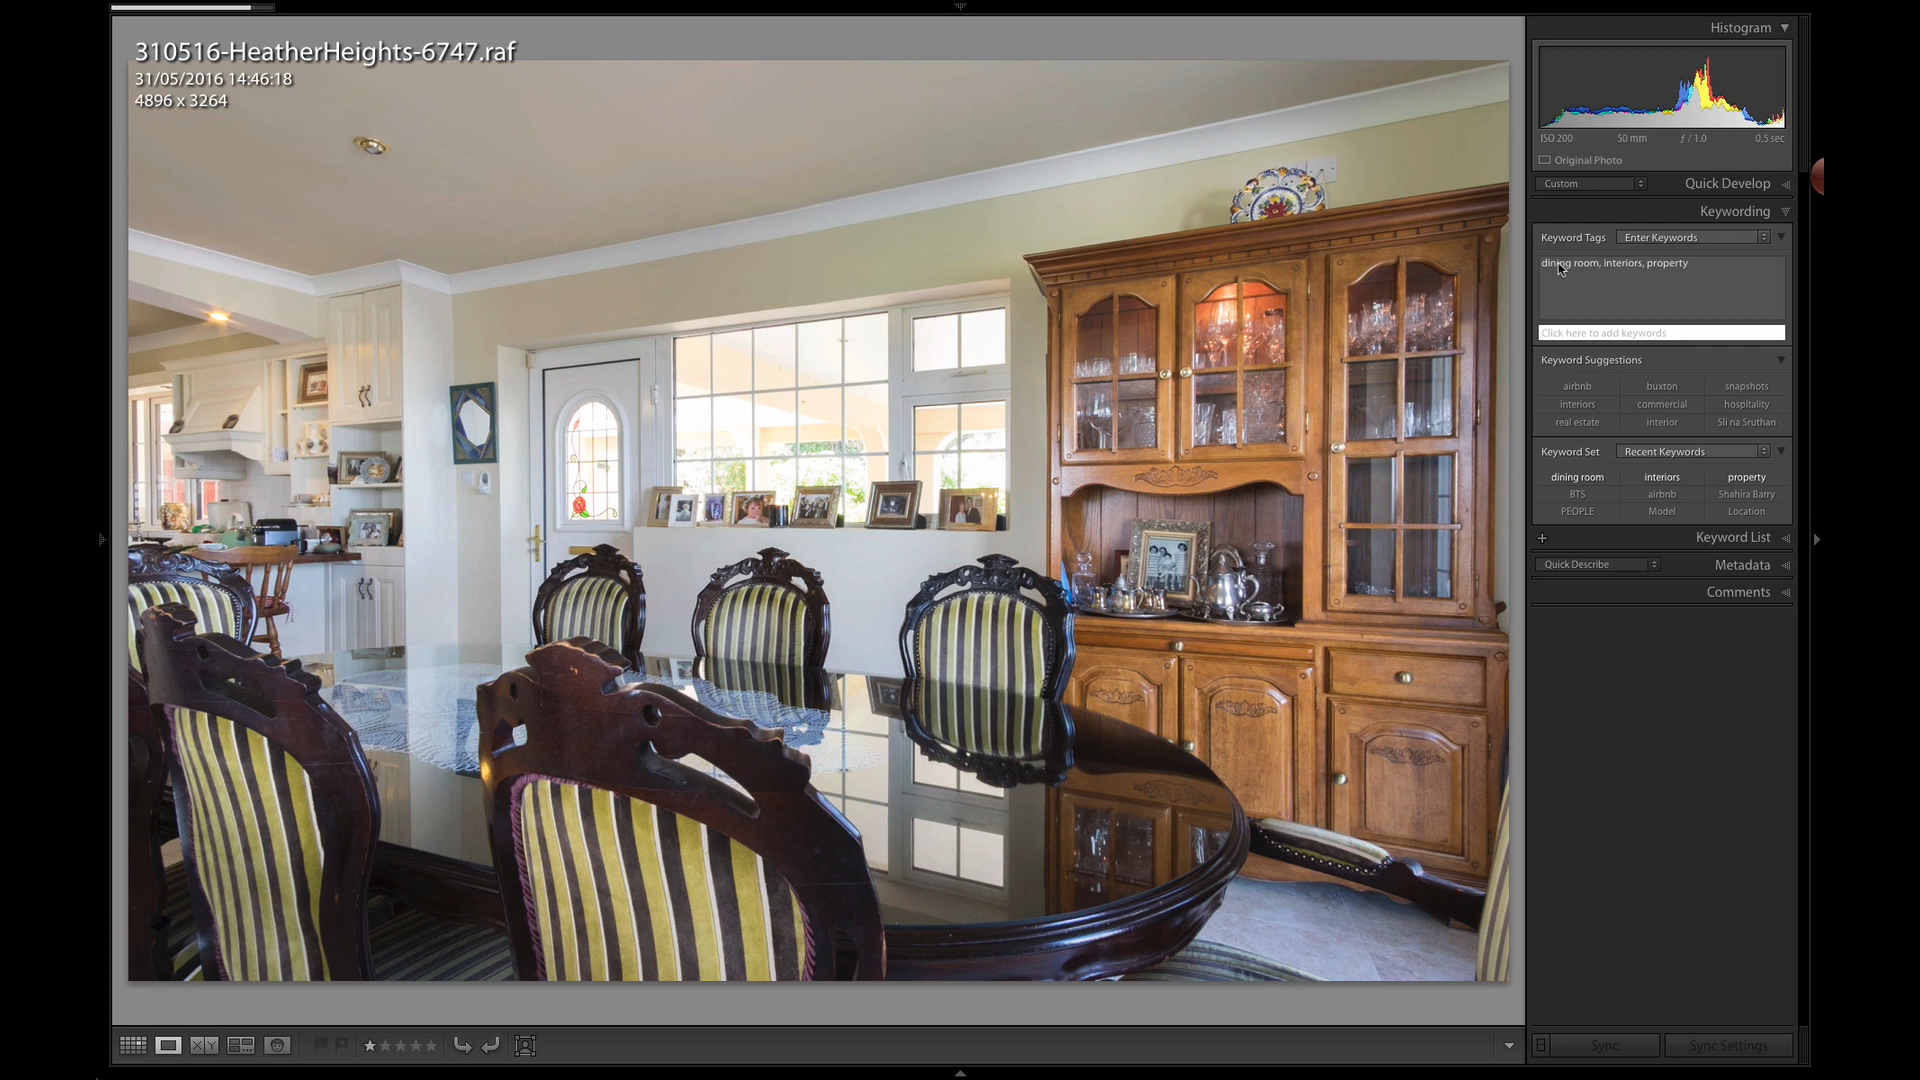 310516-HeatherHeights-6747.raf
31/05/2016 14:46:18
4896 x 3264
Histogram
ISO 200 50 mm ƒ / 1.0 0.5 sec
Original Photo
Custom Quick Develop
Keywording
Keyword Tags Enter Keywords
dining room, interiors, property
Click here to add keywords
Keyword Suggestions
airbnb buxton snapshots
interiors commercial hospitality
real estate interior Sli na Sruthan
Keyword Set Recent Keywords
dining room interiors property
BTS airbnb Shahira Barry
PEOPLE Model Location
Keyword List
Quick Describe Metadata
Comments
XY
Sync Sync Settings